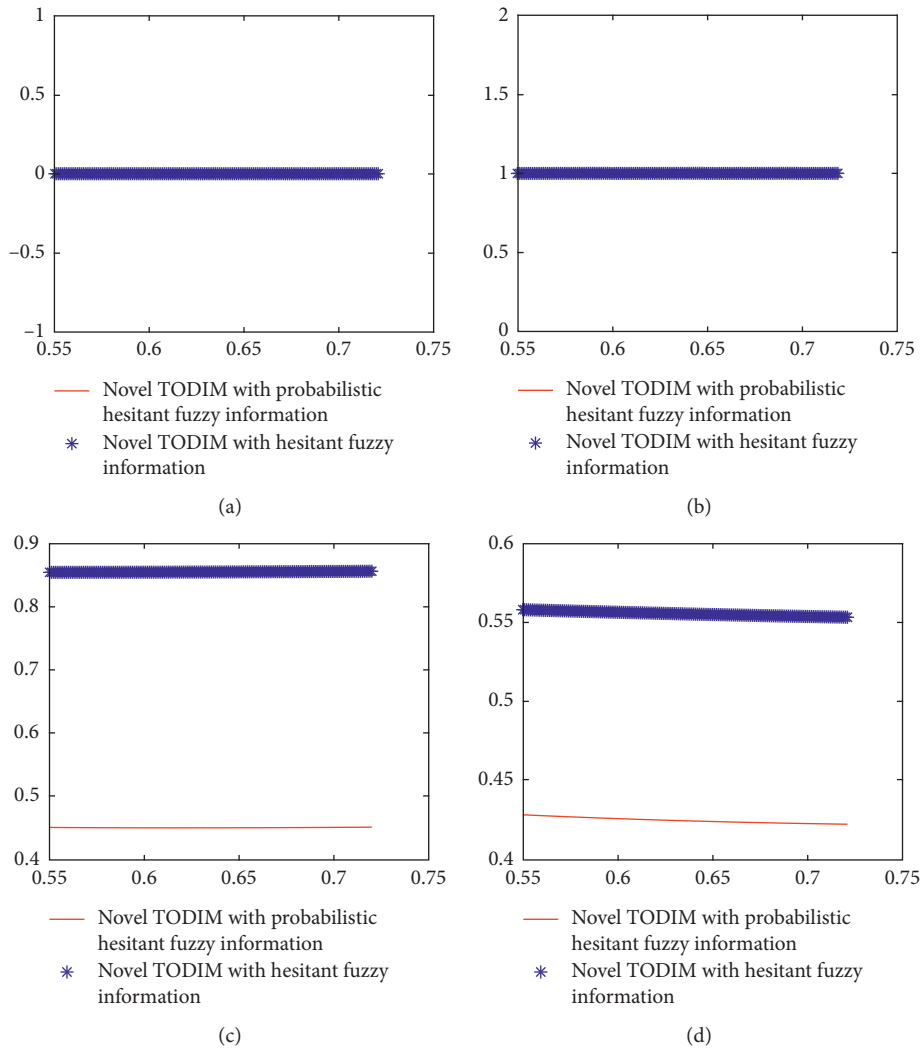 1
0.5
0
–0.5
–1
0.55
0.6
0.65
0.7
0.75
Novel TODIM with probabilistic
hesitant fuzzy information
Novel TODIM with hesitant fuzzy
information
(a)
2
1.5
1
0.5
0
0.55
0.6
0.65
0.7
0.75
Novel TODIM with probabilistic
hesitant fuzzy information
Novel TODIM with hesitant fuzzy
information
(b)
0.9
0.8
0.7
0.6
0.5
0.4
0.55
0.6
0.65
0.7
0.75
Novel TODIM with probabilistic
hesitant fuzzy information
Novel TODIM with hesitant fuzzy
information
(c)
0.6
0.55
0.5
0.45
0.4
0.55
0.6
0.65
0.7
0.75
Novel TODIM with probabilistic
hesitant fuzzy information
Novel TODIM with hesitant fuzzy
information
(d)